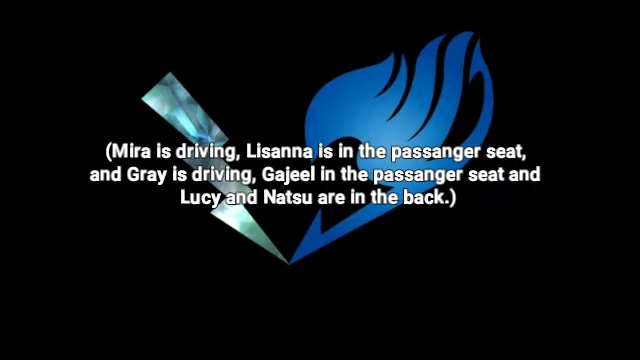 (Mira is driving, Lisanna is in the passanger seat,
and Gray is driving, Gajeel in the passanger seat and
Lucy and Natsu are in the back.)